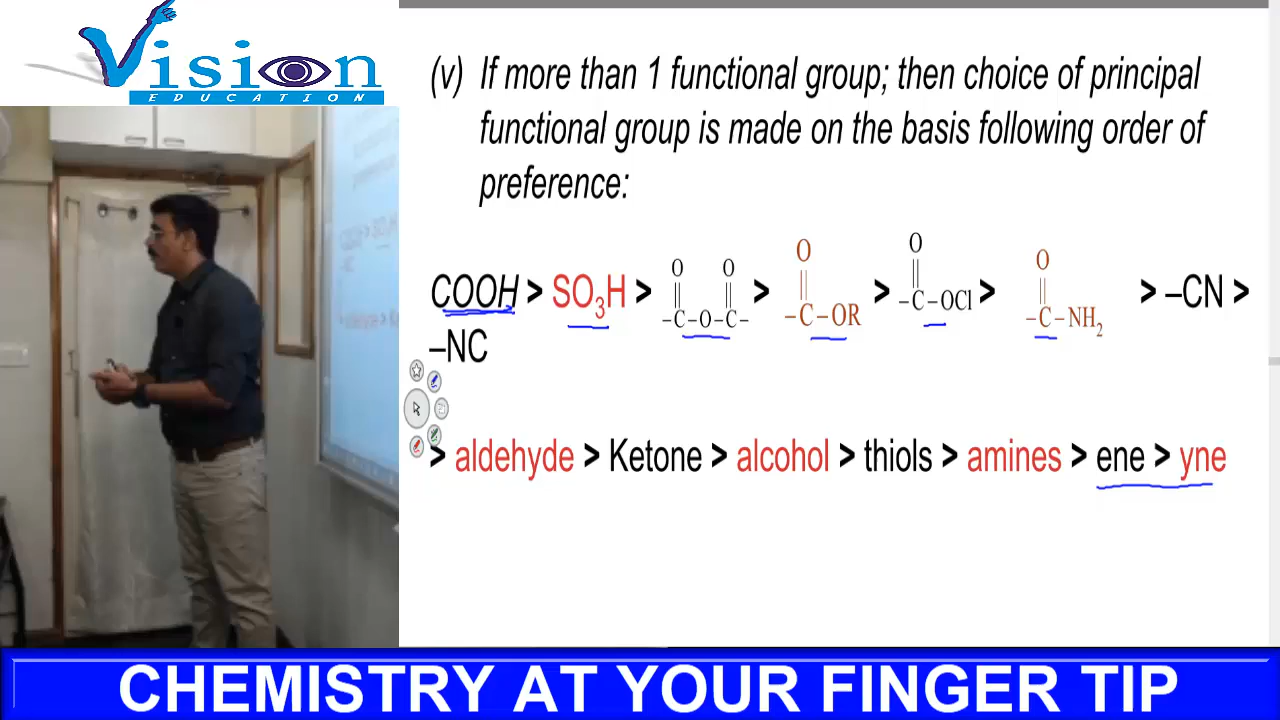 Vision
EDUCATION
(v) If more than 1 functional group; then choice of principal
functional group is made on the basis following order of
preference:
COOH > SO₃H > –C(=O)–O–C(=O)– > –C(=O)–OR > –C(=O)–OCl > –C(=O)–NH₂ > –CN >
–NC
> aldehyde > Ketone > alcohol > thiols > amines > ene > yne
CHEMISTRY AT YOUR FINGER TIP